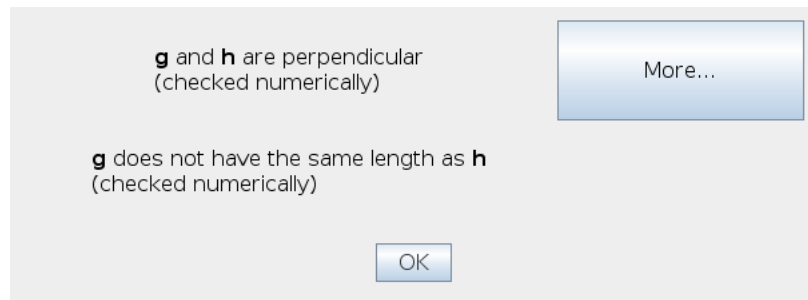 g and h are perpendicular
(checked numerically)
More...
g does not have the same length as h
(checked numerically)
OK